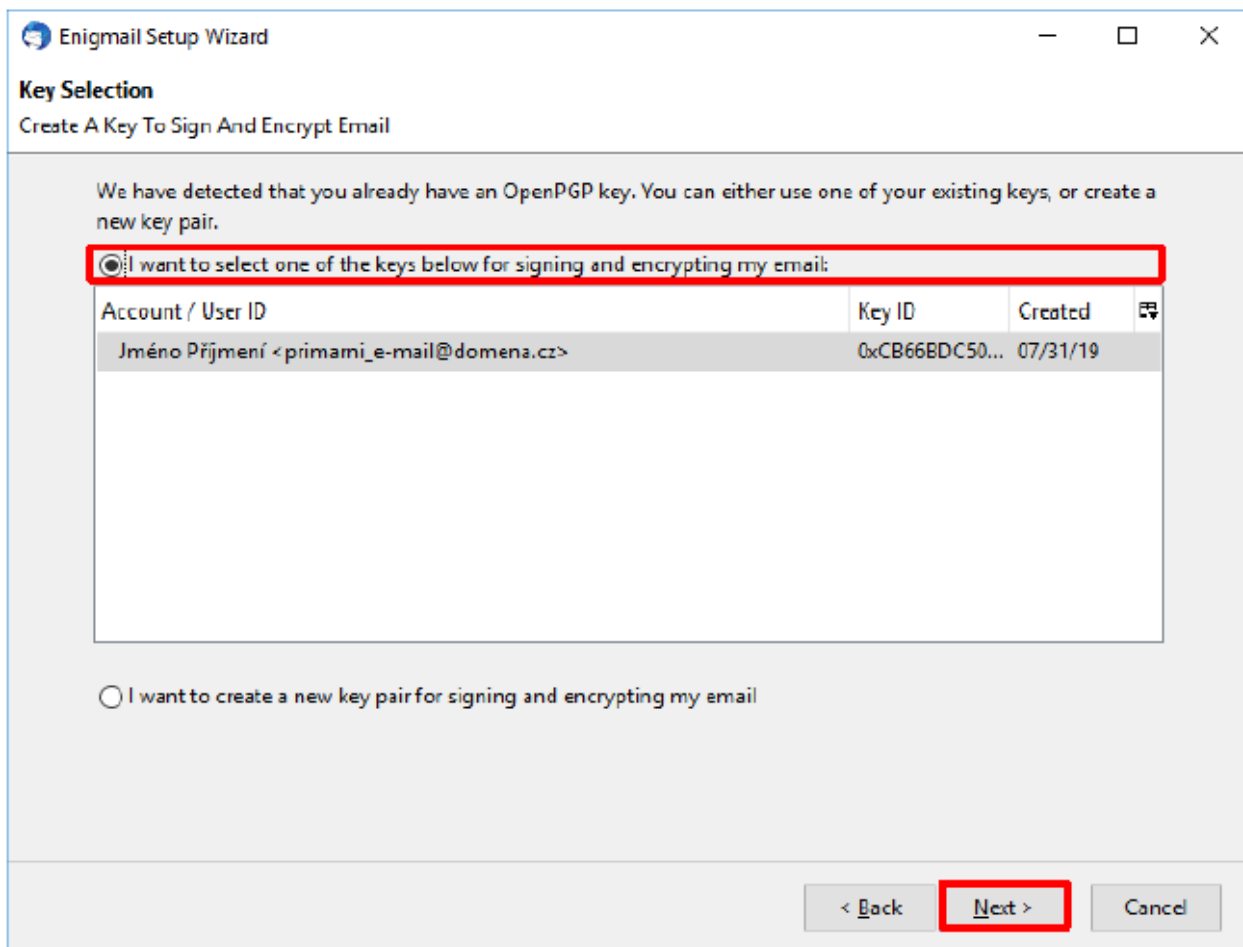 Enigmail Setup Wizard
Key Selection
Create A Key To Sign And Encrypt Email
We have detected that you already have an OpenPGP key. You can either use one of your existing keys, or create a
new key pair.
I want to select one of the keys below for signing and encrypting my email:
Account / User ID Key ID Created
Jméno Příjmení <primarni_e-mail@domena.cz> 0xCB66BDC50... 07/31/19
I want to create a new key pair for signing and encrypting my email
< Back Next > Cancel